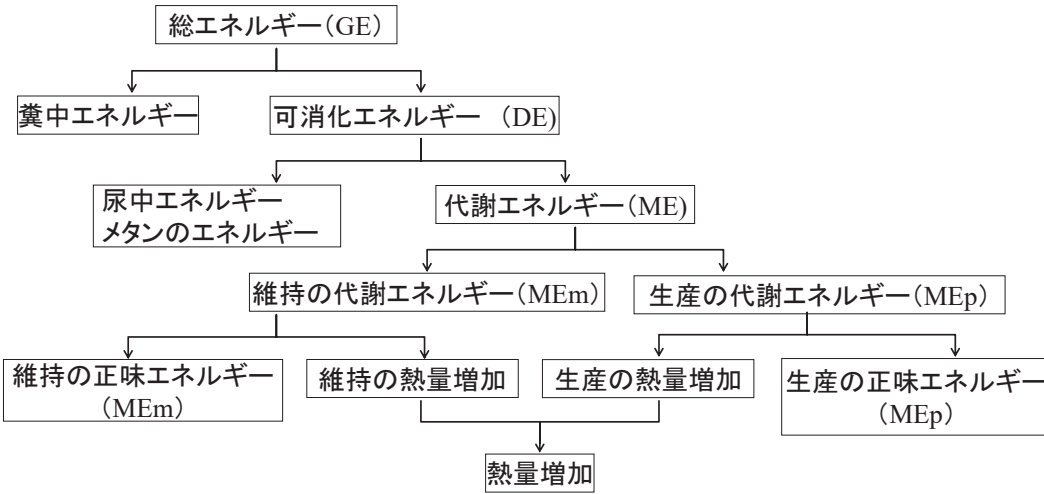 総エネルギー（GE）
糞中エネルギー
可消化エネルギー （DE）
尿中エネルギー
メタンのエネルギー
代謝エネルギー（ME）
維持の代謝エネルギー（MEm）
生産の代謝エネルギー（MEp）
維持の正味エネルギー
（MEm）
維持の熱量増加
生産の熱量増加
生産の正味エネルギー
（MEp）
熱量増加